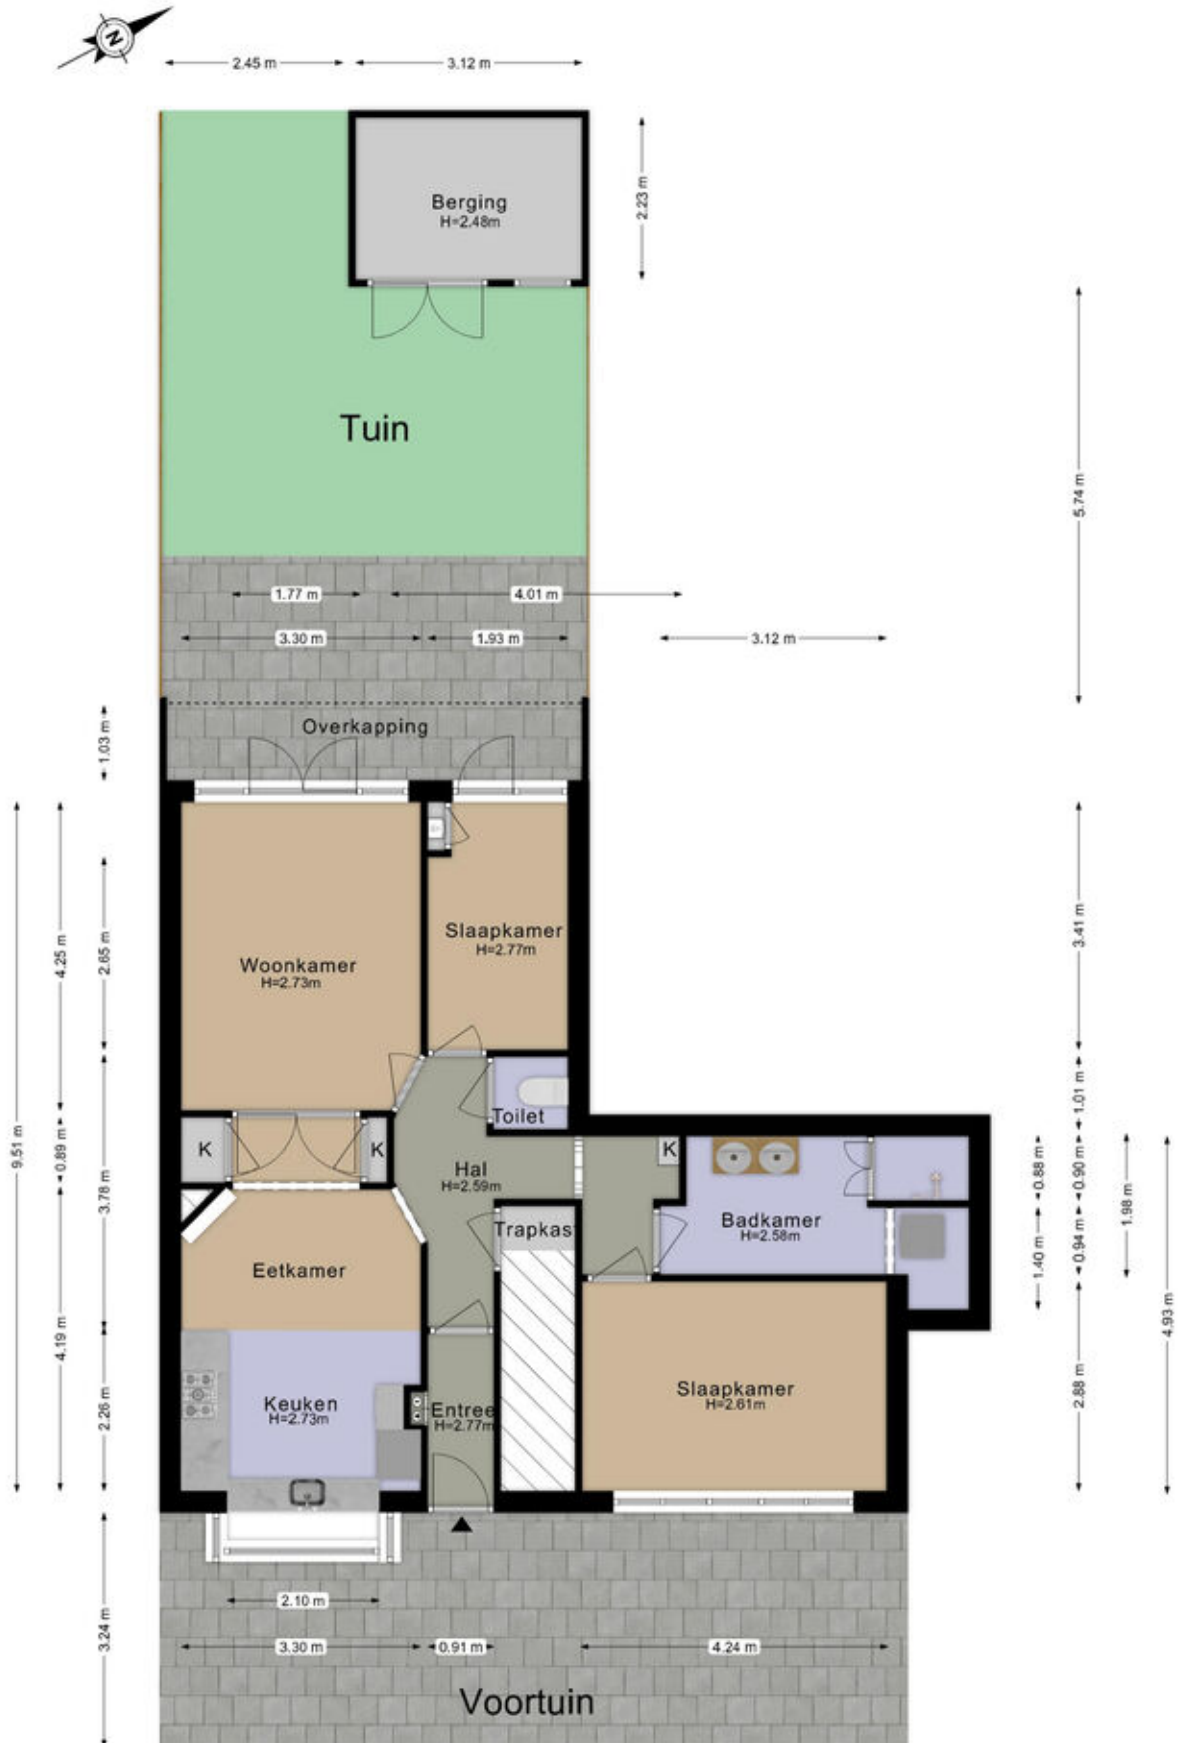 N
2.45 m
3.12 m
Berging
H=2.48m
2.23 m
Tuin
5.74 m
1.77 m
4.01 m
3.30 m
1.93 m
3.12 m
1.03 m
Overkapping
9.51 m
4.25 m
2.65 m
Woonkamer
H=2.73m
Slaapkamer
H=2.77m
3.41 m
Toilet
1.01 m
K
K
0.89 m
3.78 m
Hal
H=2.59m
K
Badkamer
H=2.58m
0.88 m
0.90 m
1.98 m
1.40 m
0.94 m
4.93 m
Trapkas
Eetkamer
4.19 m
2.26 m
Keuken
H=2.73m
Entree
H=2.77m
Slaapkamer
H=2.61m
2.88 m
3.24 m
2.10 m
3.30 m
0.91 m
4.24 m
Voortuin